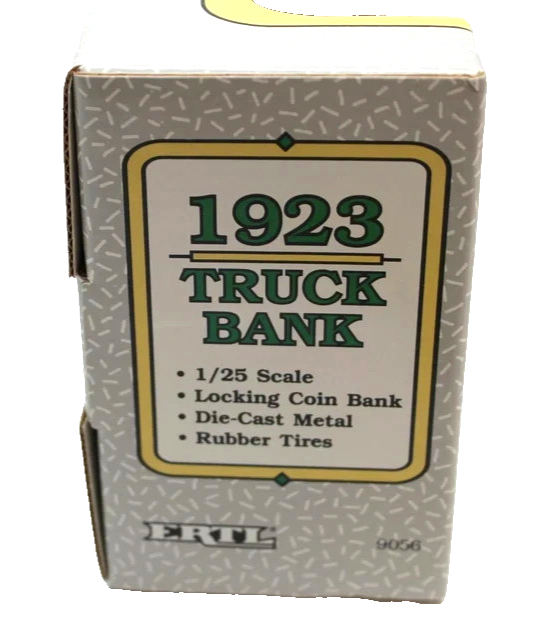 1923
TRUCK
BANK
• 1/25 Scale
• Locking Coin Bank
• Die-Cast Metal
• Rubber Tires
ERTL
9056